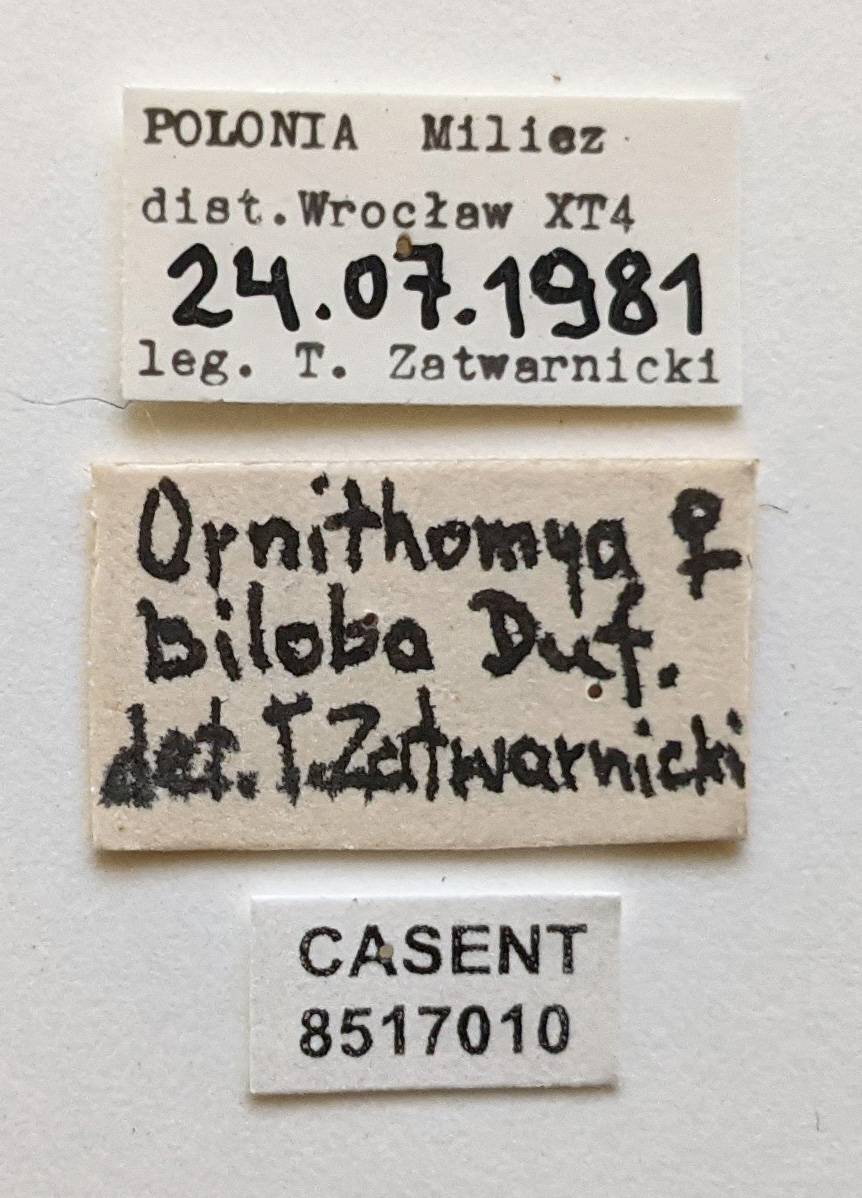 POLONIA Milicz
dist. Wrocław XT4
24.07.1981
leg. T. Zatwarnicki
Ornithomya ♀
biloba Duf.
det. T. Zatwarnicki
CASENT
8517010